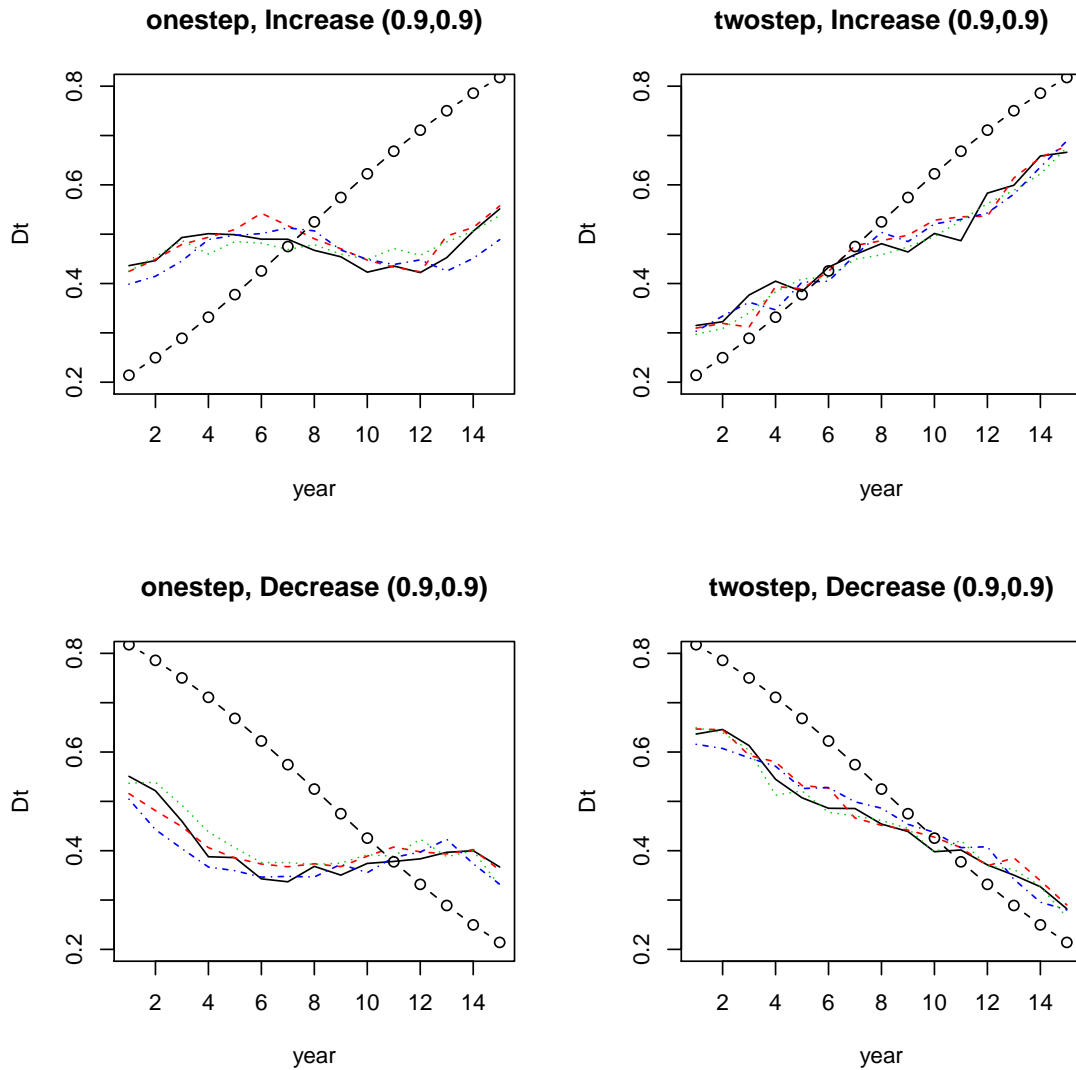 onestep, Increase (0.9,0.9)
Dt
0.8
0.6
0.4
0.2
2 4 6 8 10 12 14
year
twostep, Increase (0.9,0.9)
Dt
0.8
0.6
0.4
0.2
2 4 6 8 10 12 14
year
onestep, Decrease (0.9,0.9)
Dt
0.8
0.6
0.4
0.2
2 4 6 8 10 12 14
year
twostep, Decrease (0.9,0.9)
Dt
0.8
0.6
0.4
0.2
2 4 6 8 10 12 14
year